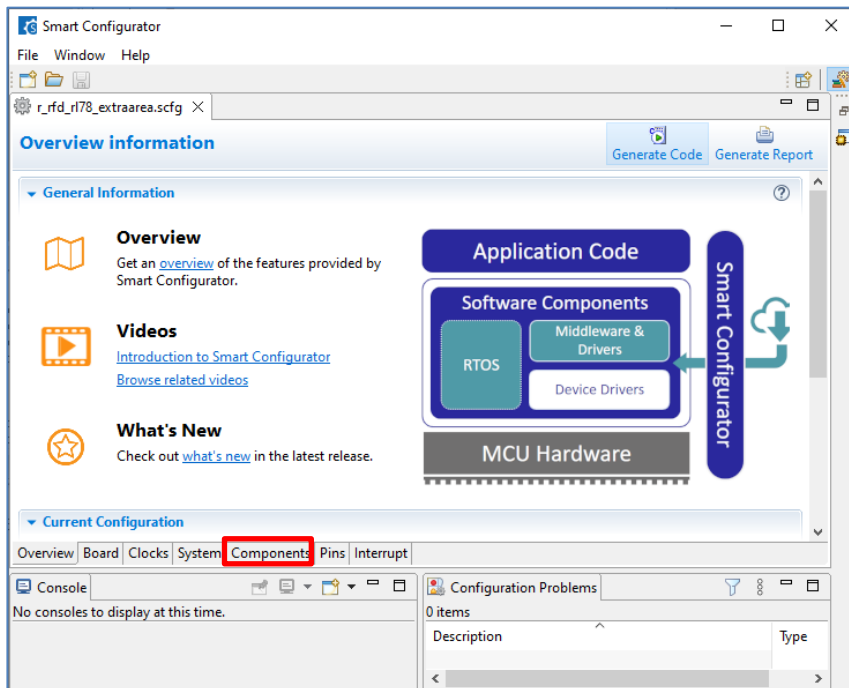 Smart Configurator
File Window Help
r_rfd_rl78_extraarea.scfg
Overview information
Generate Code
Generate Report
General Information
Overview
Get an overview of the features provided by
Smart Configurator.
Videos
Introduction to Smart Configurator
Browse related videos
What's New
Check out what's new in the latest release.
Application Code
Software Components
RTOS
Middleware &
Drivers
Device Drivers
MCU Hardware
Smart Configurator
Current Configuration
Overview Board Clocks System Components Pins Interrupt
Console
No consoles to display at this time.
Configuration Problems
0 items
Description Type